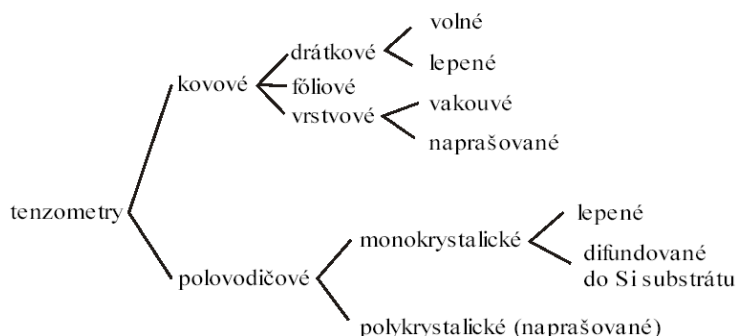 volné
drátkové
lepené
kovové
fóliové
vrstvové
vakouvé
naprašované
tenzometry
lepené
monokrystalické
difundované
do Si substrátu
polovodičové
polykrystalické (naprašované)